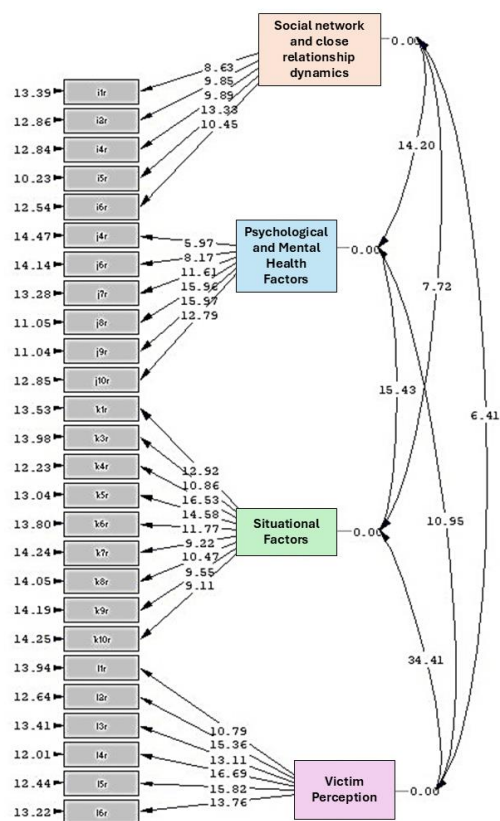 Social network
and close
relationship
dynamics
0.00
8.63
9.85
9.89
13.33
10.45
13.39 i1r
12.86 i2r
12.84 i4r
10.23 i5r
12.54 i6r
14.20
Psychological
and Mental
Health
Factors
0.00
14.47 j4r
14.14 j6r
13.28 j7r
11.05 j8r
11.04 j9r
12.85 j10r
5.97
8.17
11.61
15.96
15.97
12.79
7.72
15.43
6.41
13.53 k1r
13.98 k3r
12.23 k4r
13.04 k5r
13.80 k6r
14.24 k7r
14.05 k8r
14.19 k9r
14.25 k10r
12.92
10.86
16.53
14.58
11.77
9.22
10.47
9.55
9.11
Situational
Factors
0.00
10.95
34.41
13.94 l1r
12.64 l2r
13.41 l3r
12.01 l4r
12.44 l5r
13.22 l6r
10.79
15.36
13.11
16.69
15.82
13.76
Victim
Perception
0.00